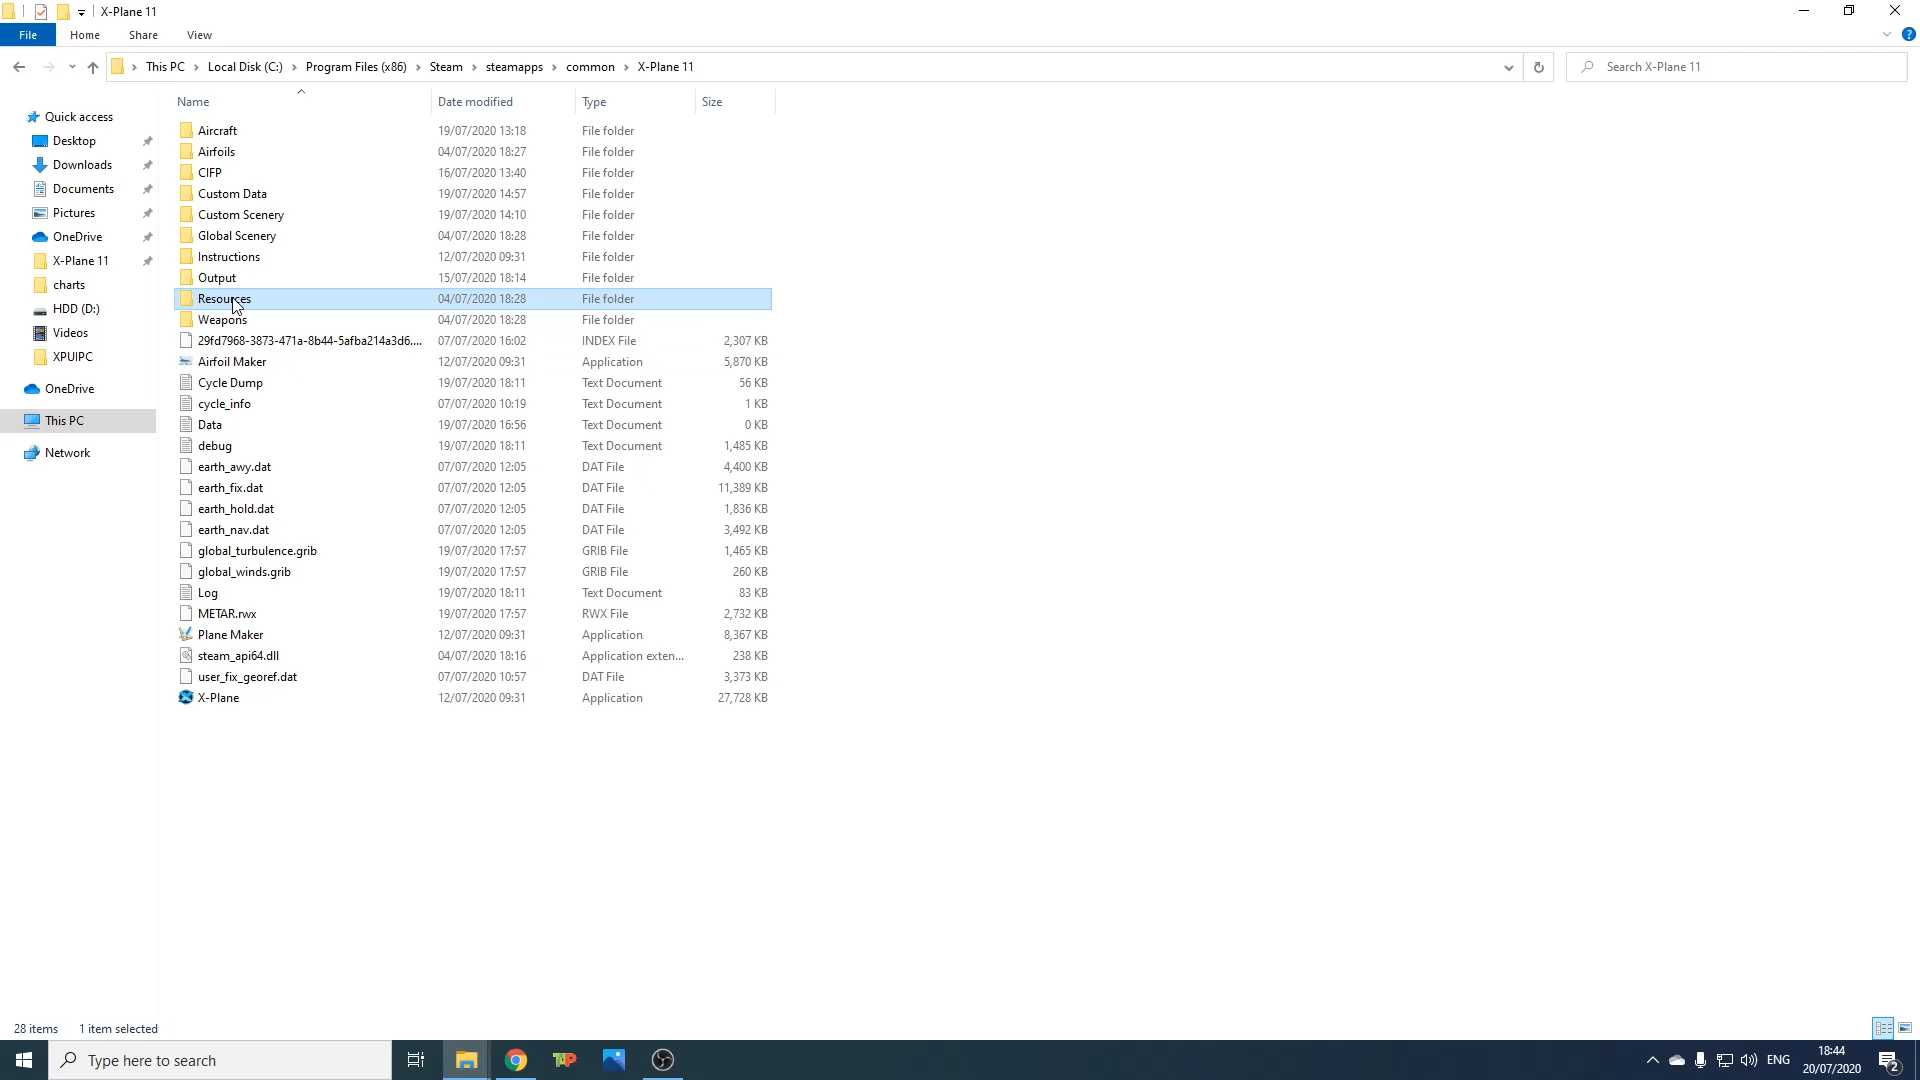 X-Plane 11
File Home Share View
This PC Local Disk (C:) Program Files (x86) Steam steamapps common X-Plane 11 Search X-Plane 11
Name Date modified Type Size
Quick access
Desktop
Downloads
Documents
Pictures
OneDrive
X-Plane 11
charts
HDD (D:)
Videos
XPUIPC
OneDrive
This PC
Network
Aircraft 19/07/2020 13:18 File folder
Airfoils 04/07/2020 18:27 File folder
CIFP 16/07/2020 13:40 File folder
Custom Data 19/07/2020 14:57 File folder
Custom Scenery 19/07/2020 14:10 File folder
Global Scenery 04/07/2020 18:28 File folder
Instructions 12/07/2020 09:31 File folder
Output 15/07/2020 18:14 File folder
Resources 04/07/2020 18:28 File folder
Weapons 04/07/2020 18:28 File folder
29fd7968-3873-471a-8b44-5afba214a3d6.... 07/07/2020 16:02 INDEX File 2,307 KB
Airfoil Maker 12/07/2020 09:31 Application 5,870 KB
Cycle Dump 19/07/2020 18:11 Text Document 56 KB
cycle_info 07/07/2020 10:19 Text Document 1 KB
Data 19/07/2020 16:56 Text Document 0 KB
debug 19/07/2020 18:11 Text Document 1,485 KB
earth_awy.dat 07/07/2020 12:05 DAT File 4,400 KB
earth_fix.dat 07/07/2020 12:05 DAT File 11,389 KB
earth_hold.dat 07/07/2020 12:05 DAT File 1,836 KB
earth_nav.dat 07/07/2020 12:05 DAT File 3,492 KB
global_turbulence.grib 19/07/2020 17:57 GRIB File 1,465 KB
global_winds.grib 19/07/2020 17:57 GRIB File 260 KB
Log 19/07/2020 18:11 Text Document 83 KB
METAR.rwx 19/07/2020 17:57 RWX File 2,732 KB
Plane Maker 12/07/2020 09:31 Application 8,367 KB
steam_api64.dll 04/07/2020 18:16 Application exten... 238 KB
user_fix_georef.dat 07/07/2020 10:57 DAT File 3,373 KB
X-Plane 12/07/2020 09:31 Application 27,728 KB
28 items 1 item selected
Type here to search TAP ENG 18:44
20/07/2020 2